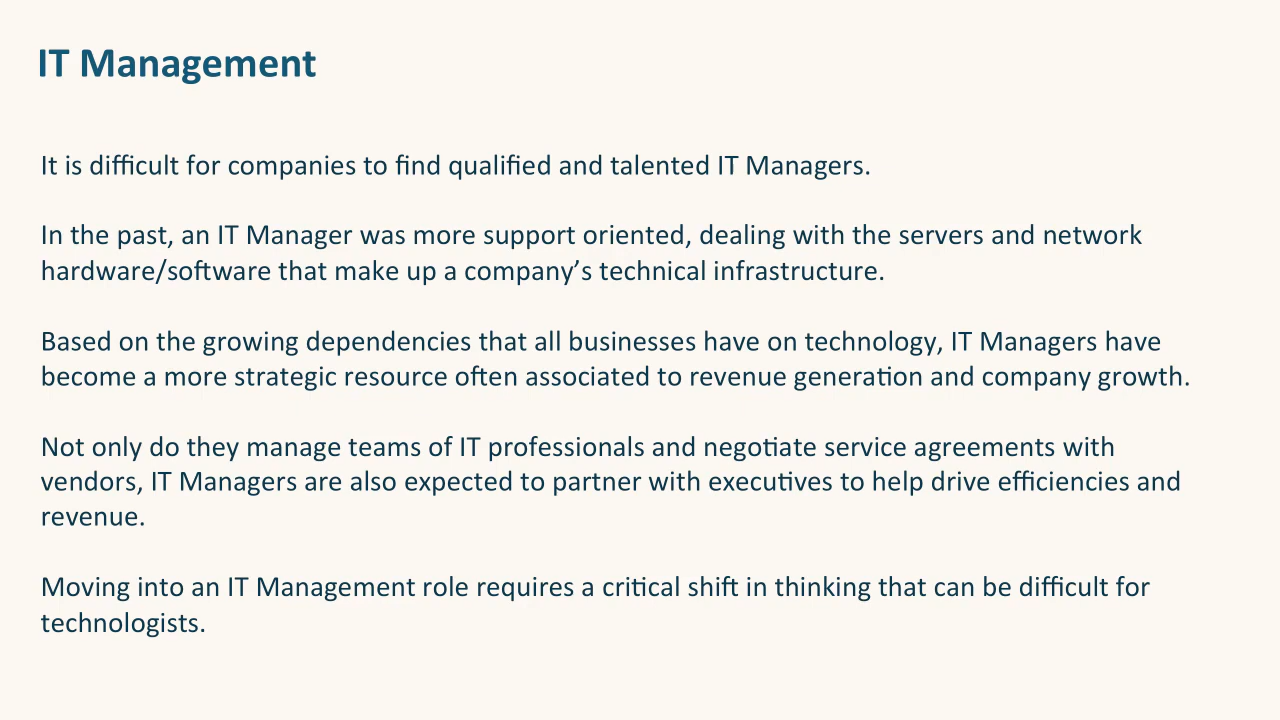 IT Management
It is difficult for companies to find qualified and talented IT Managers.
In the past, an IT Manager was more support oriented, dealing with the servers and network
hardware/software that make up a company’s technical infrastructure.
Based on the growing dependencies that all businesses have on technology, IT Managers have
become a more strategic resource often associated to revenue generation and company growth.
Not only do they manage teams of IT professionals and negotiate service agreements with
vendors, IT Managers are also expected to partner with executives to help drive efficiencies and
revenue.
Moving into an IT Management role requires a critical shift in thinking that can be difficult for
technologists.